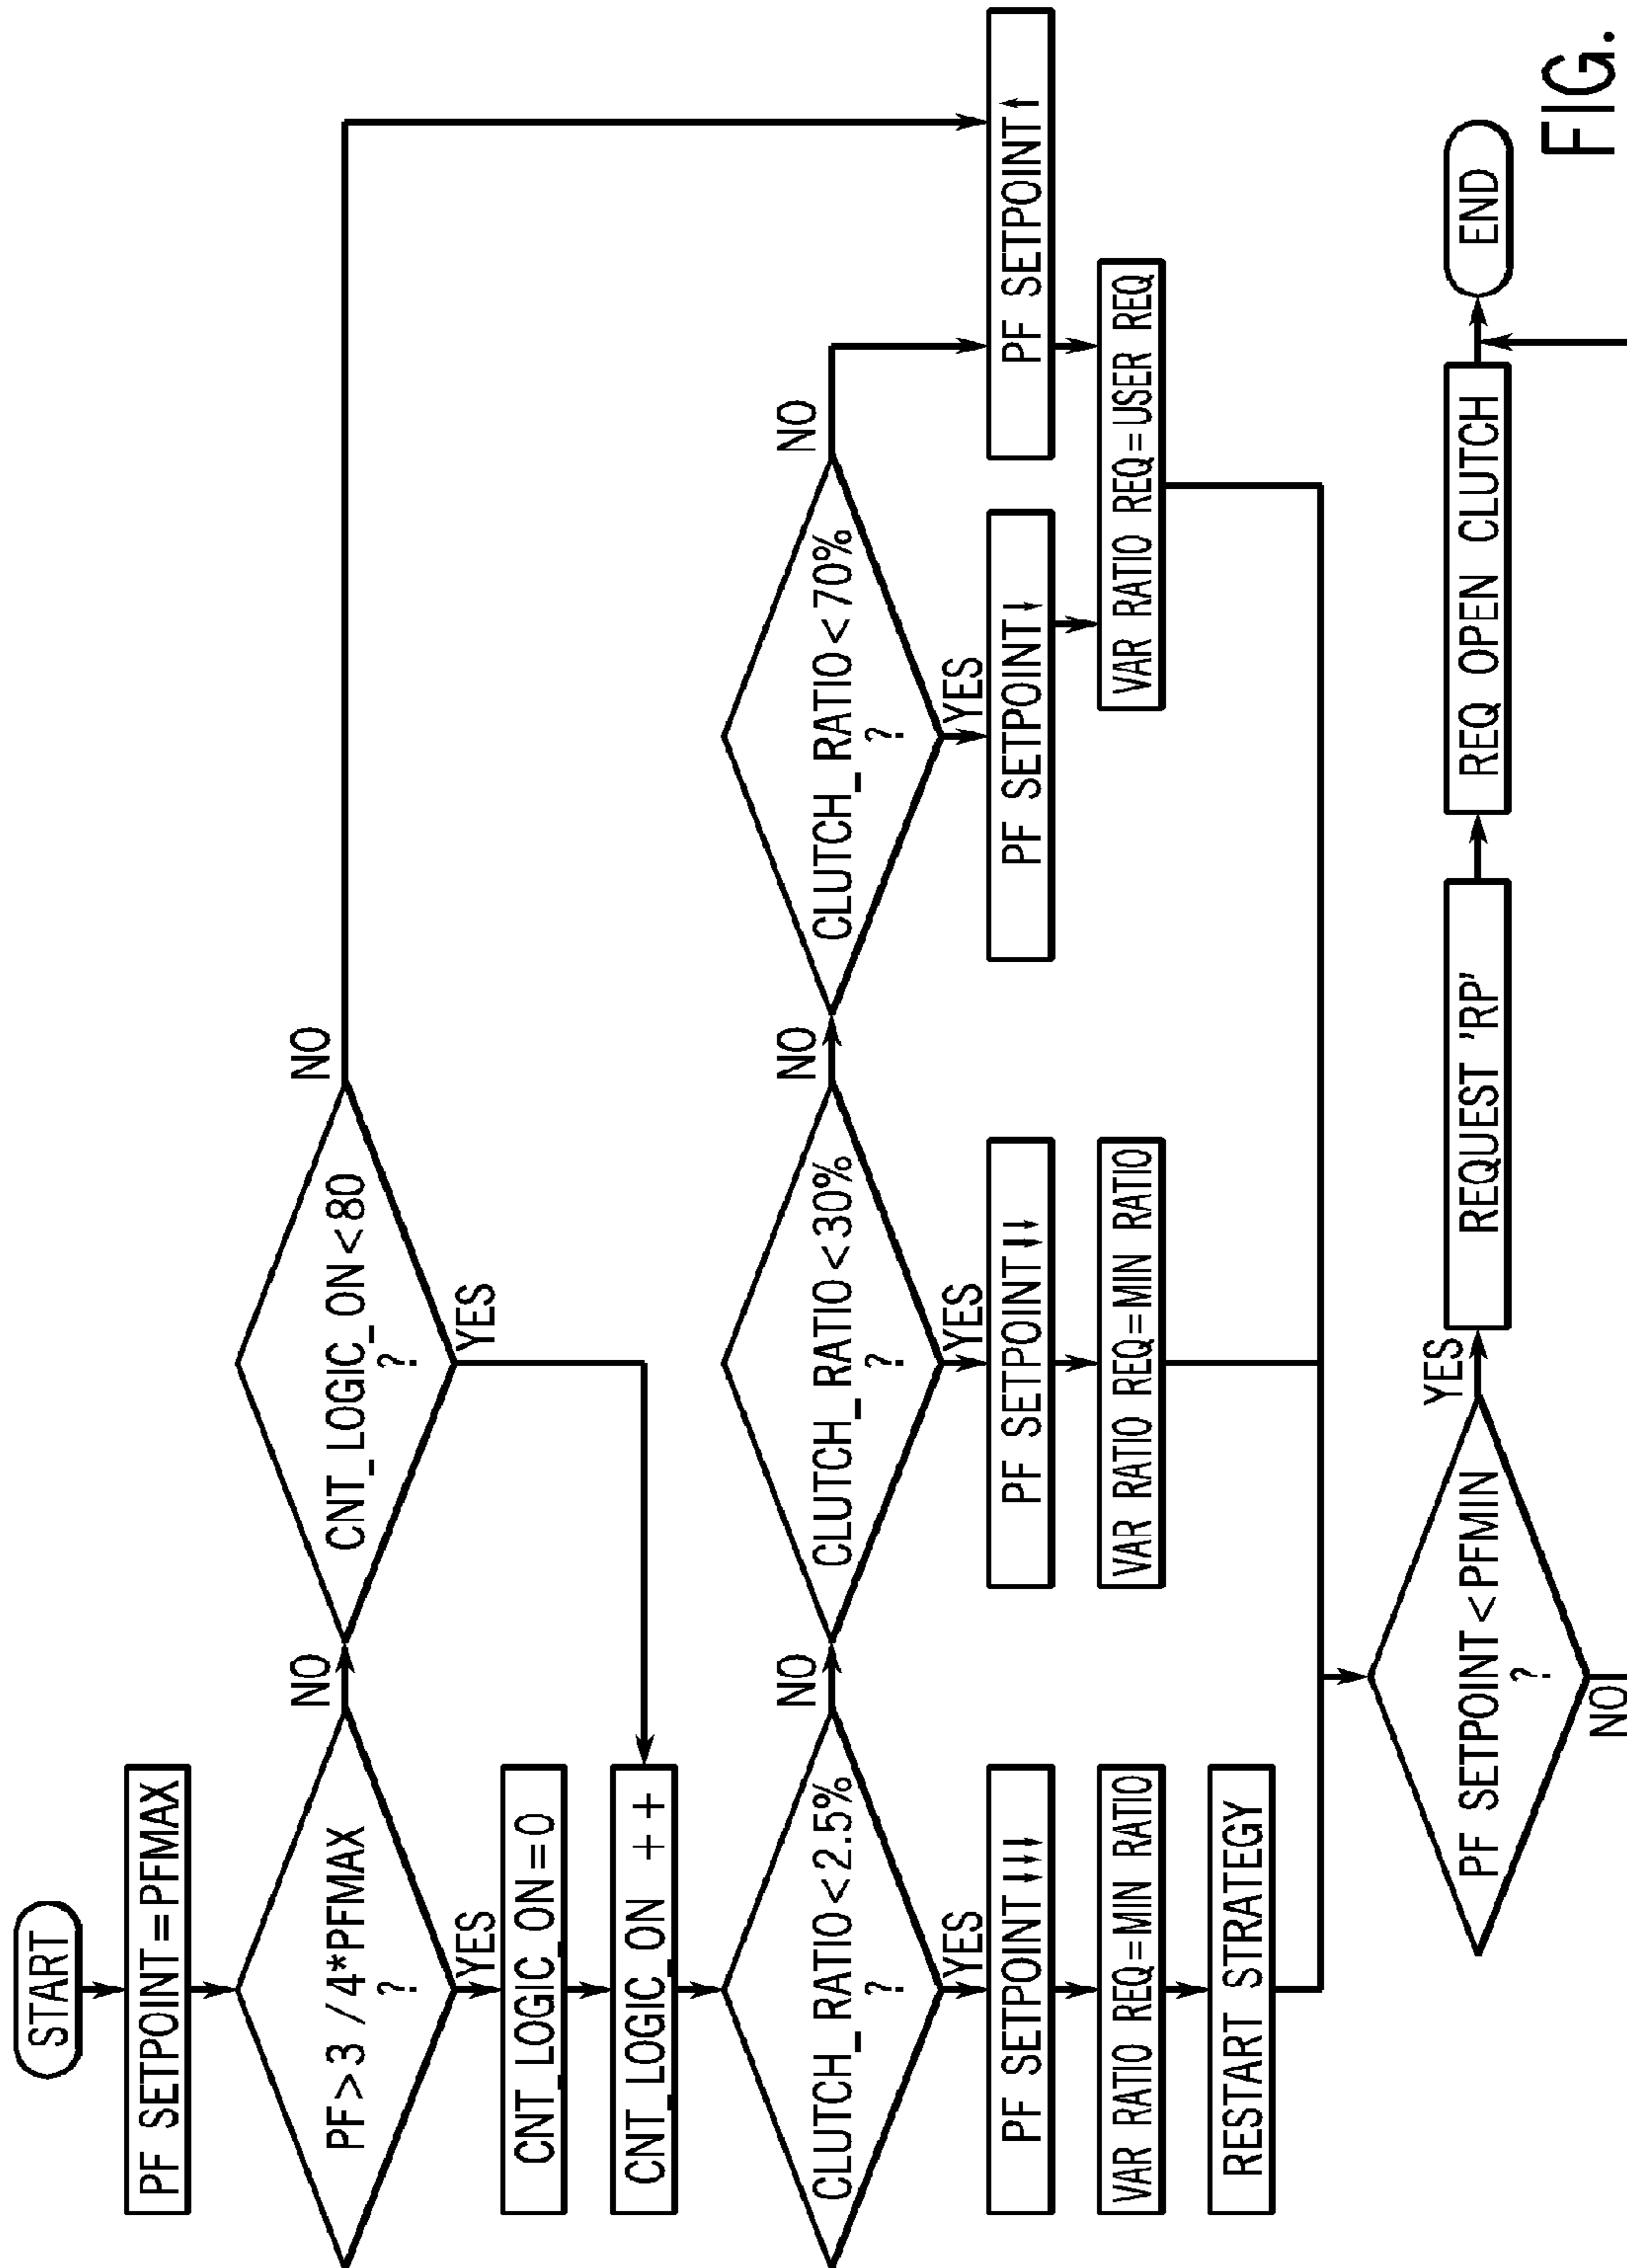 START
PF SETPOINT=PFMAX
PF>3 /4*PFMAX
?
NO
YES
CNT_LOGIC_ON<80
?
NO
YES
CNT_LOGIC_ON=0
CNT_LOGIC_ON ++
CLUTCH_RATIO<2.5%
?
NO
YES
CLUTCH_RATIO<30%
?
NO
YES
CLUTCH_RATIO<70%
?
NO
YES
PF SETPOINT↓↓↓
PF SETPOINT↓↓
PF SETPOINT↓
PF SETPOINT↑
VAR RATIO REQ=MIN RATIO
VAR RATIO REQ=MIN RATIO
VAR RATIO REQ=USER REQ
RESTART STRATEGY
PF SETPOINT<PFMIN
?
YES
NO
REQUEST 'RP'
REQ OPEN CLUTCH
END
FIG.